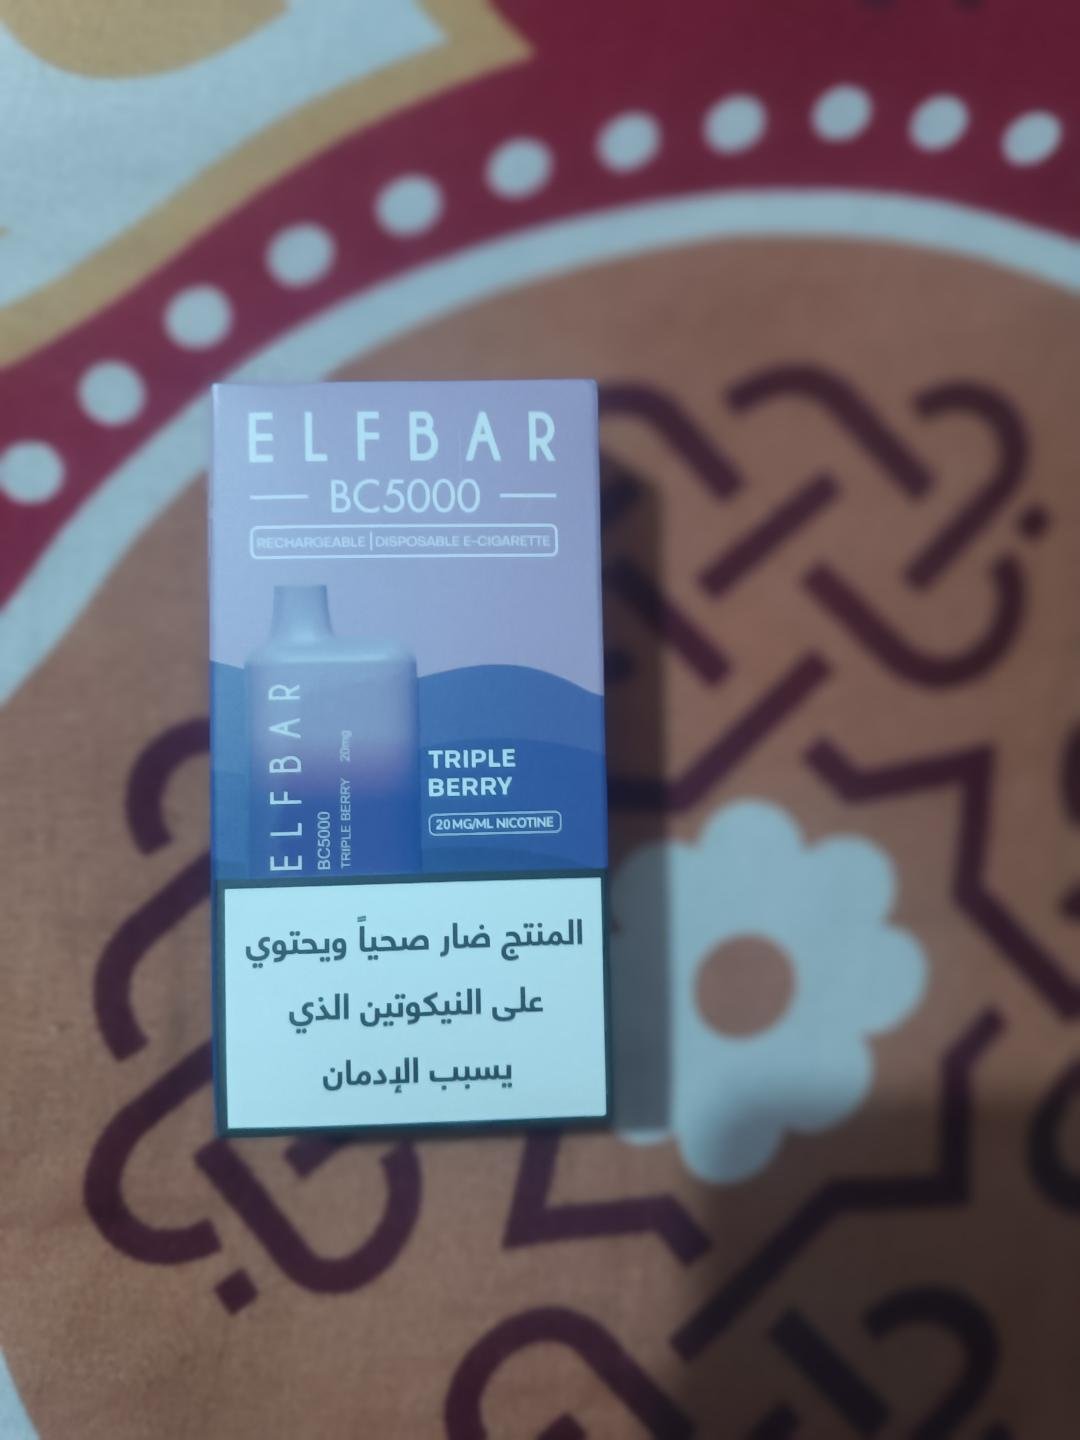 ELFBAR
BC5000
RECHARGEABLE | DISPOSABLE E-CIGARETTE
ELFBAR
BC5000
TRIPLE BERRY 20mg
TRIPLE
BERRY
20 MG/ML NICOTINE
المنتج ضار صحياً ويحتوي
على النيكوتين الذي
يسبب الإدمان